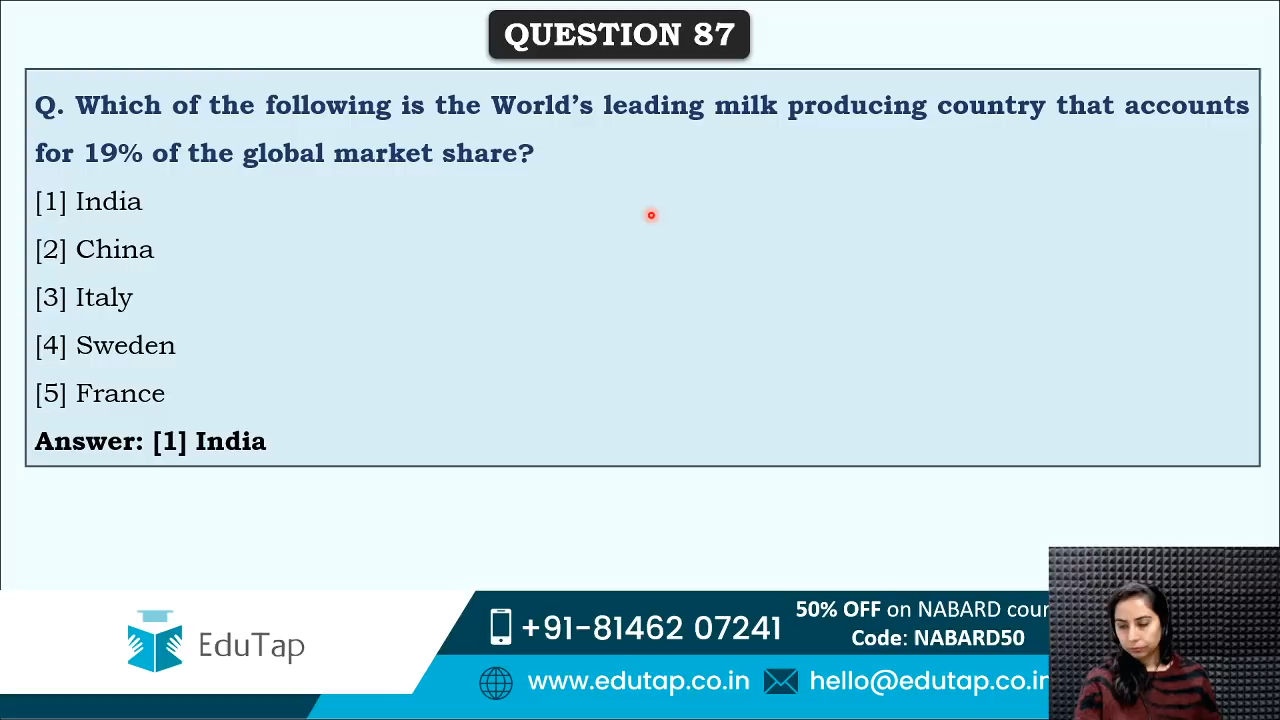 QUESTION 87
Q. Which of the following is the World's leading milk producing country that accounts
for 19% of the global market share?
[1] India
[2] China
[3] Italy
[4] Sweden
[5] France
Answer: [1] India
EduTap
+91-81462 07241
50% OFF on NABARD cour
Code: NABARD50
www.edutap.co.in
hello@edutap.co.in